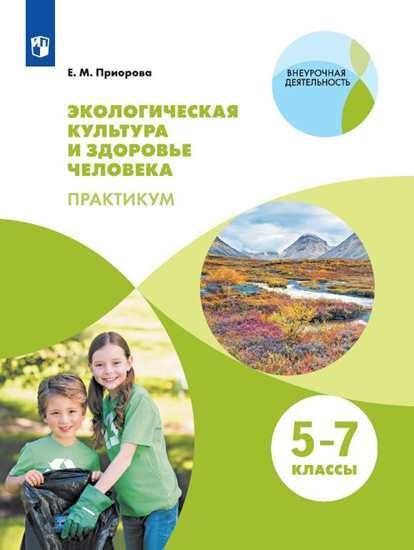 Е. М. Приорова
ВНЕУРОЧНАЯ
ДЕЯТЕЛЬНОСТЬ
ЭКОЛОГИЧЕСКАЯ
КУЛЬТУРА
И ЗДОРОВЬЕ
ЧЕЛОВЕКА
ПРАКТИКУМ
5–7
КЛАССЫ